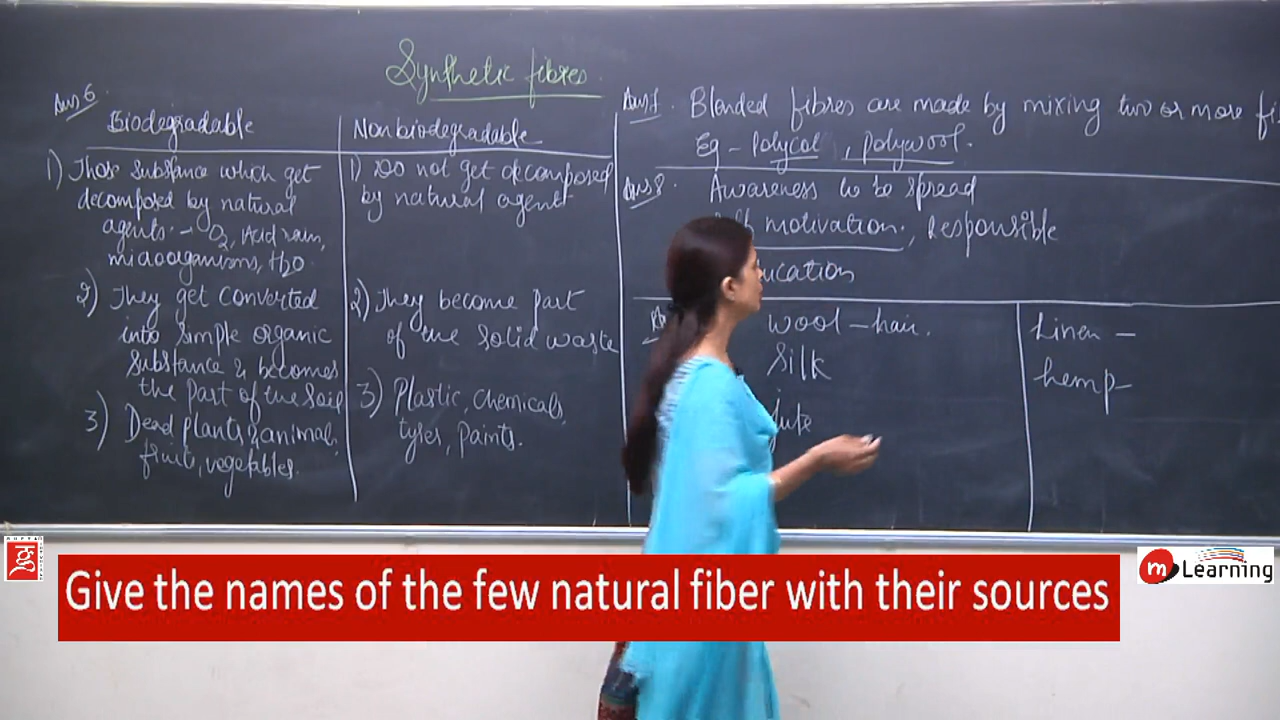 Synthetic fibres.
Ans 6.
Biodegradable
1) Those substance which get
decomposed by natural
agents. - O2, Acid rain,
microorganisms, H2O.
2) They get converted
into simple organic
substance & becomes
the part of the soil
3) Dead plants & animal,
fruits, vegetables.
Nonbiodegradable
1) Do not get decomposed
by natural agent
2) They become part
of the solid waste
3) Plastic, chemicals,
tyres, paints.
Ans 7. Blended fibres are made by mixing two or more fi
Eg - Polycot, polywool.
Ans 8. Awareness to be spread
motivation, Responsible
ucation
wool - hair.
Silk
Jute
Linen -
hemp -
Give the names of the few natural fiber with their sources
m Learning